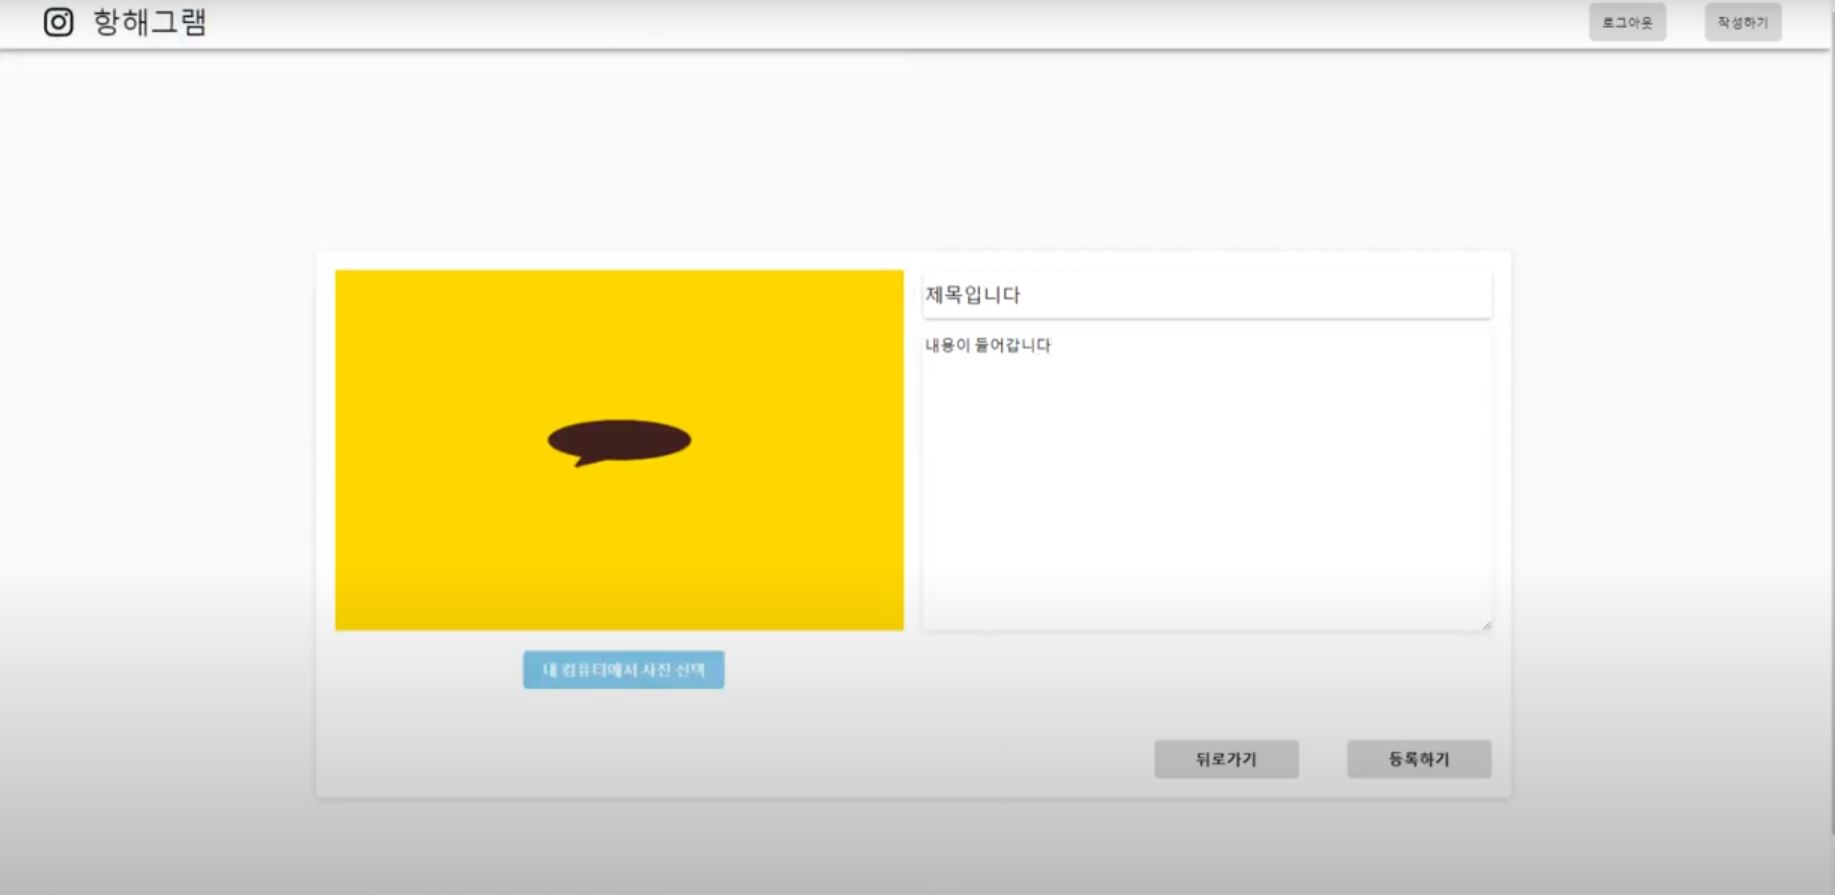 항해그램
로그아웃
작성하기
제목입니다
내용이 들어갑니다
내 컴퓨터에서 사진 선택
뒤로가기
등록하기